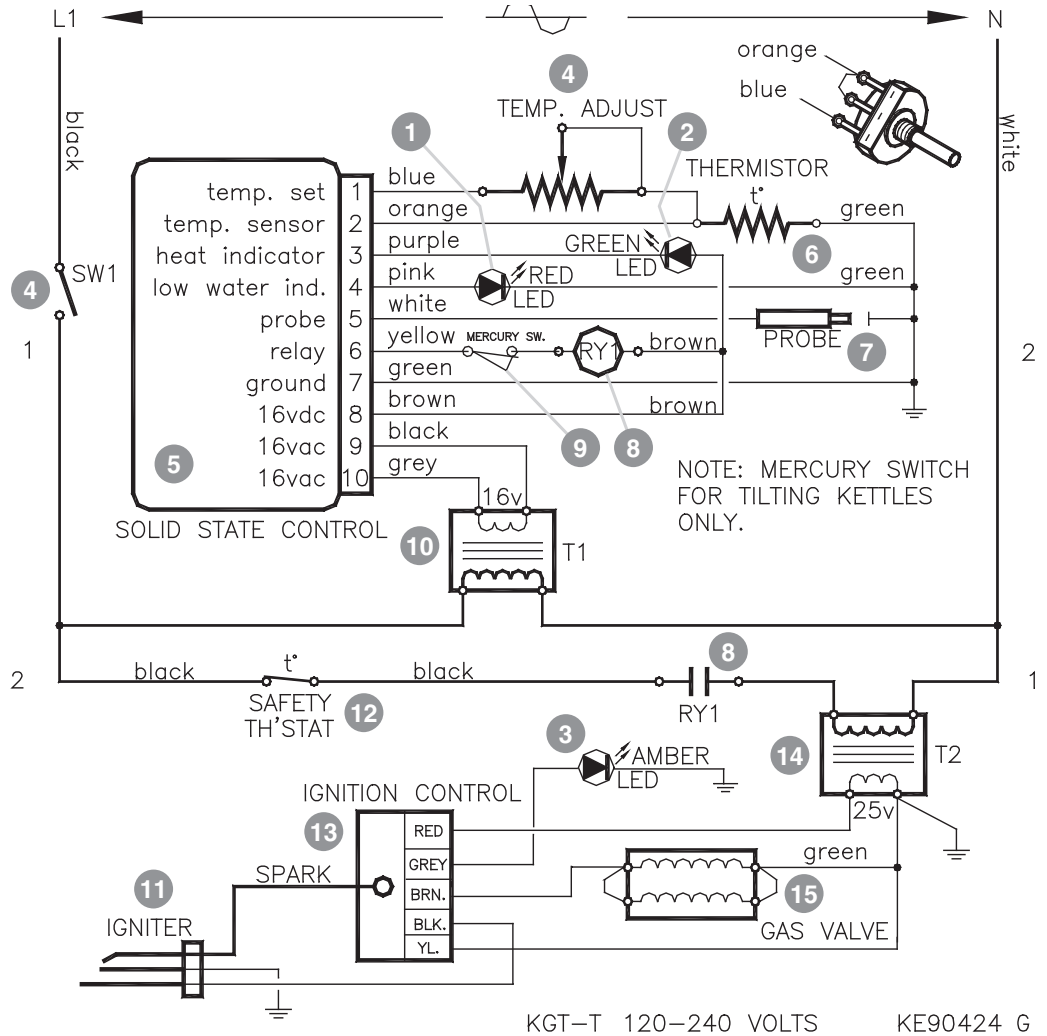 L1
N
orange
blue
4
TEMP. ADJUST
1
2
THERMISTOR
t°
black
white
temp. set 1 blue
temp. sensor 2 orange
green
heat indicator 3 purple
GREEN
LED
6
low water ind. 4 pink
RED
LED
green
probe 5 white
PROBE
7
relay 6 yellow
MERCURY SW.
RY1
brown
ground 7 green
16vdc 8 brown
brown
16vac 9 black
16vac 10 grey
4
SW1
1
2
9
8
5
SOLID STATE CONTROL
16v
10
T1
NOTE: MERCURY SWITCH
FOR TILTING KETTLES
ONLY.
2
black
t°
black
8
1
SAFETY
TH'STAT
12
RY1
3
AMBER
LED
14
T2
25v
IGNITION CONTROL
13
RED
GREY
BRN.
BLK.
YL.
SPARK
11
IGNITER
green
15
GAS VALVE
KGT-T 120-240 VOLTS
KE90424 G